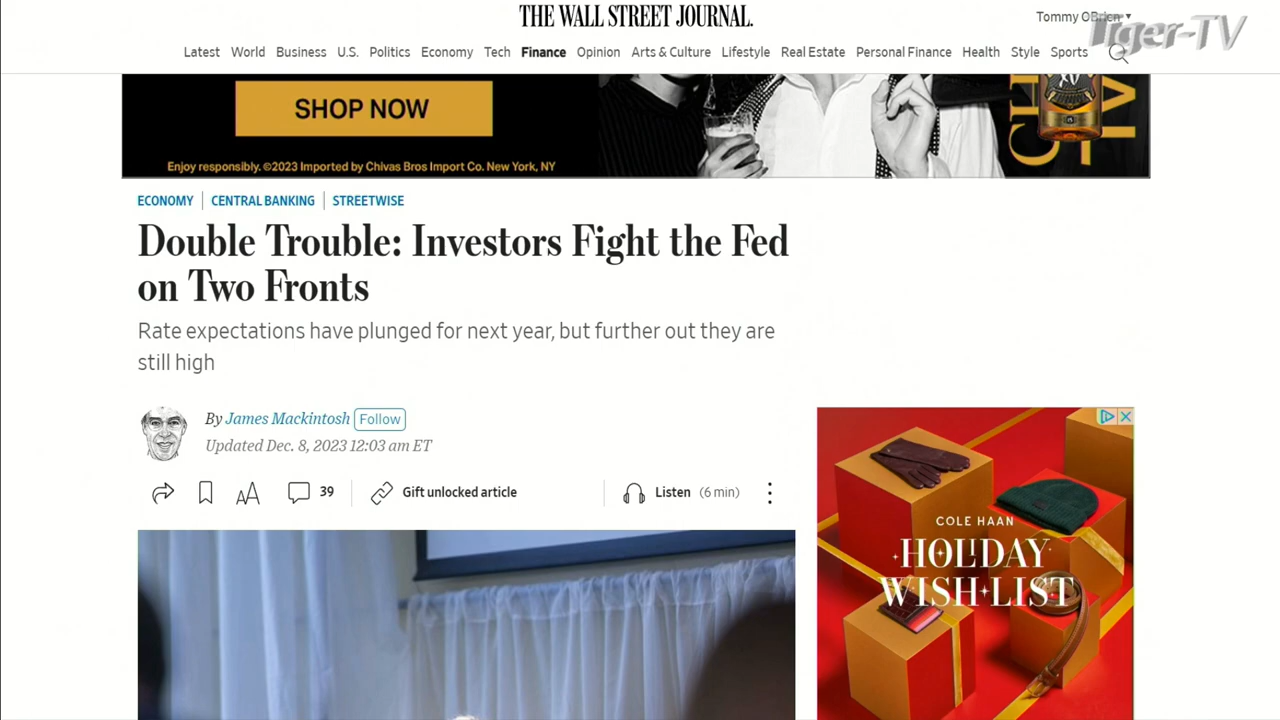 THE WALL STREET JOURNAL.
Tommy OBrien
Tiger-TV
Latest World Business U.S. Politics Economy Tech Finance Opinion Arts & Culture Lifestyle Real Estate Personal Finance Health Style Sports
SHOP NOW
Enjoy responsibly. ©2023 Imported by Chivas Bros Import Co. New York, NY
XV
15
ECONOMY | CENTRAL BANKING | STREETWISE
Double Trouble: Investors Fight the Fed
on Two Fronts
Rate expectations have plunged for next year, but further out they are
still high
By James Mackintosh Follow
Updated Dec. 8, 2023 12:03 am ET
AA 39 Gift unlocked article Listen (6 min)
COLE HAAN
HOLIDAY
WISH LIST